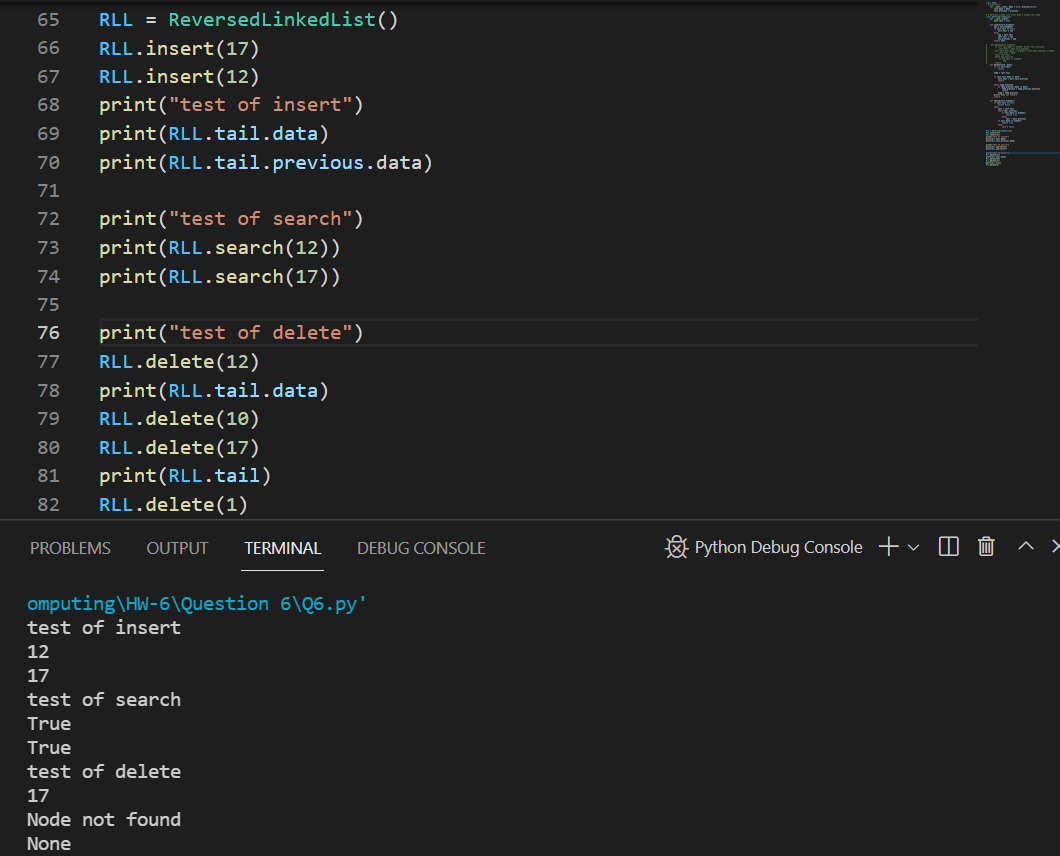 65 RLL = ReversedLinkedList()
66 RLL.insert(17)
67 RLL.insert(12)
68 print("test of insert")
69 print(RLL.tail.data)
70 print(RLL.tail.previous.data)
71
72 print("test of search")
73 print(RLL.search(12))
74 print(RLL.search(17))
75
76 print("test of delete")
77 RLL.delete(12)
78 print(RLL.tail.data)
79 RLL.delete(10)
80 RLL.delete(17)
81 print(RLL.tail)
82 RLL.delete(1)
PROBLEMS OUTPUT TERMINAL DEBUG CONSOLE Python Debug Console
omputing\HW-6\Question 6\Q6.py'
test of insert
12
17
test of search
True
True
test of delete
17
Node not found
None